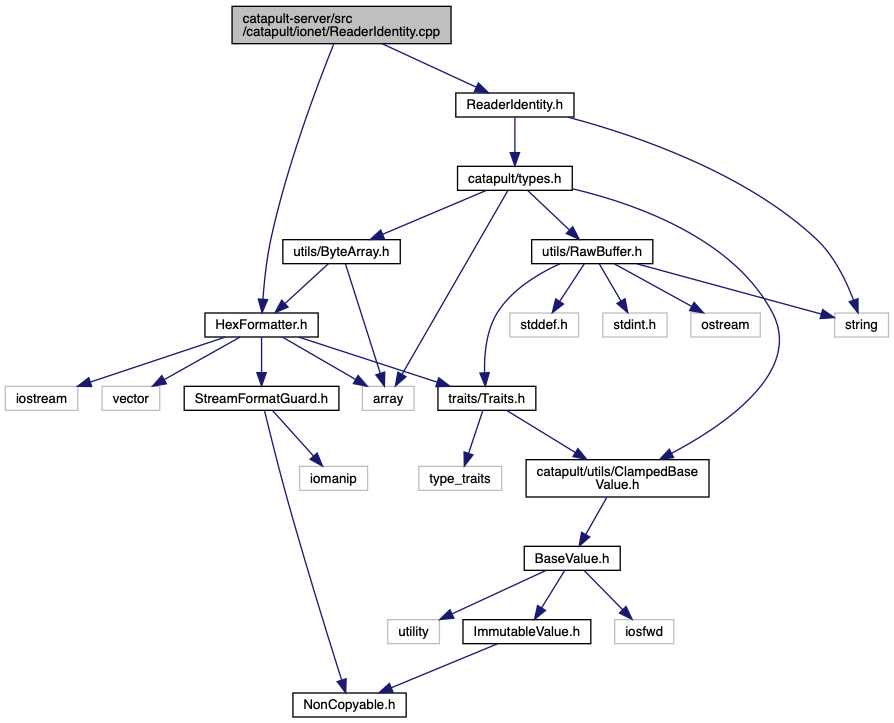 catapult-server/src
/catapult/ionet/ReaderIdentity.cpp
ReaderIdentity.h
catapult/types.h
utils/ByteArray.h
utils/RawBuffer.h
HexFormatter.h
stddef.h
stdint.h
ostream
string
iostream
vector
StreamFormatGuard.h
array
traits/Traits.h
iomanip
type_traits
catapult/utils/ClampedBase
Value.h
BaseValue.h
utility
ImmutableValue.h
iosfwd
NonCopyable.h